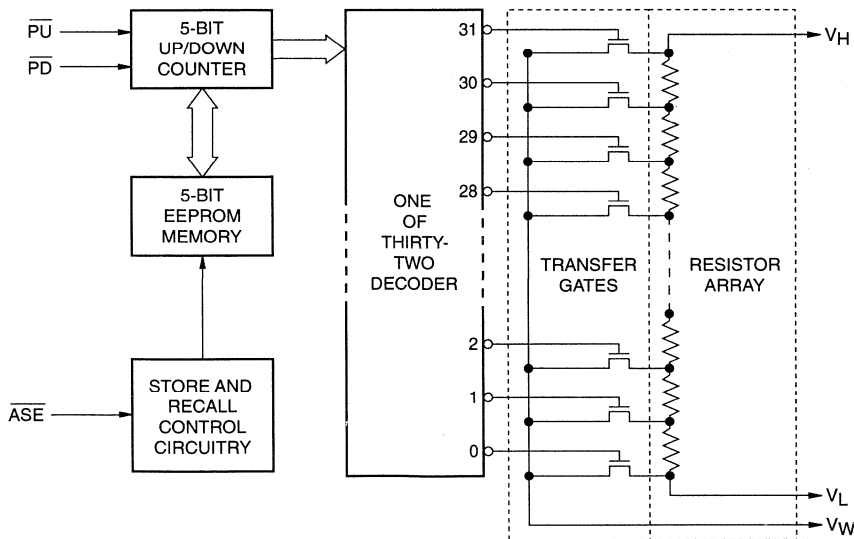 PU
PD
5-BIT
UP/DOWN
COUNTER
5-BIT
EEPROM
MEMORY
ASE
STORE AND
RECALL
CONTROL
CIRCUITRY
ONE
OF
THIRTY-
TWO
DECODER
31
30
29
28
2
1
0
TRANSFER
GATES
RESISTOR
ARRAY
VH
VL
VW